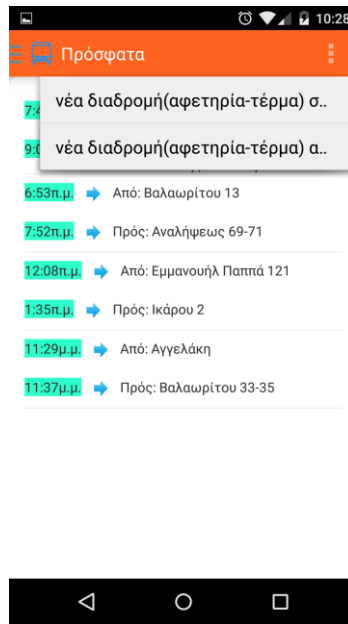 10:28
Πρόσφατα
νέα διαδρομή(αφετηρία-τέρμα) σ..
νέα διαδρομή(αφετηρία-τέρμα) α..
6:53π.μ. Από: Βαλαωρίτου 13
7:52π.μ. Πρός: Αναλήψεως 69-71
12:08π.μ. Από: Εμμανουήλ Παππά 121
1:35π.μ. Πρός: Ικάρου 2
11:29μ.μ. Από: Αγγελάκη
11:37μ.μ. Πρός: Βαλαωρίτου 33-35